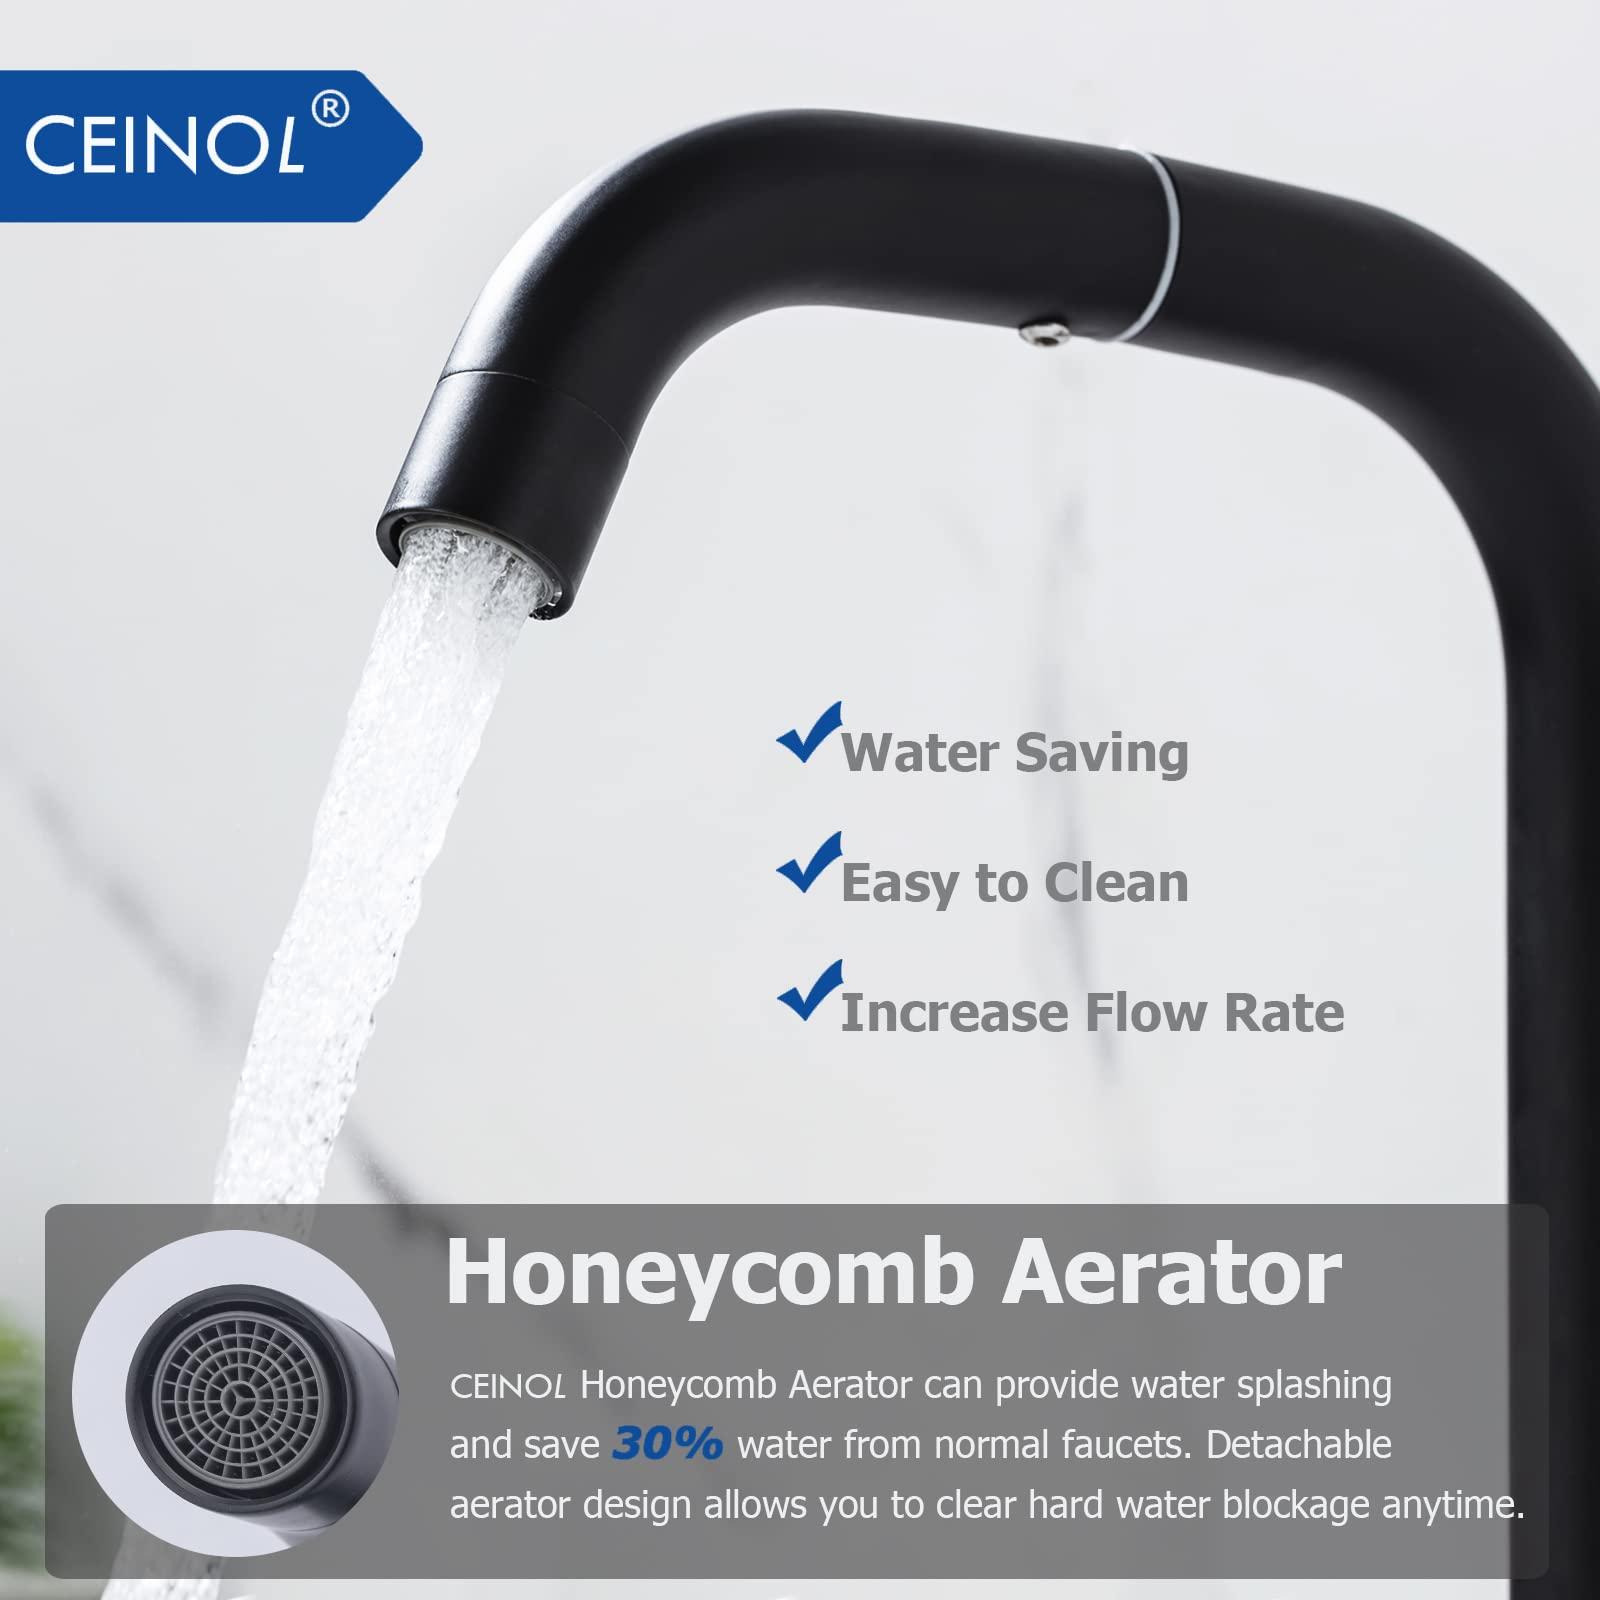 CEINOL®
Water Saving
Easy to Clean
Increase Flow Rate
Honeycomb Aerator
CEINOL Honeycomb Aerator can provide water splashing
and save 30% water from normal faucets. Detachable
aerator design allows you to clear hard water blockage anytime.